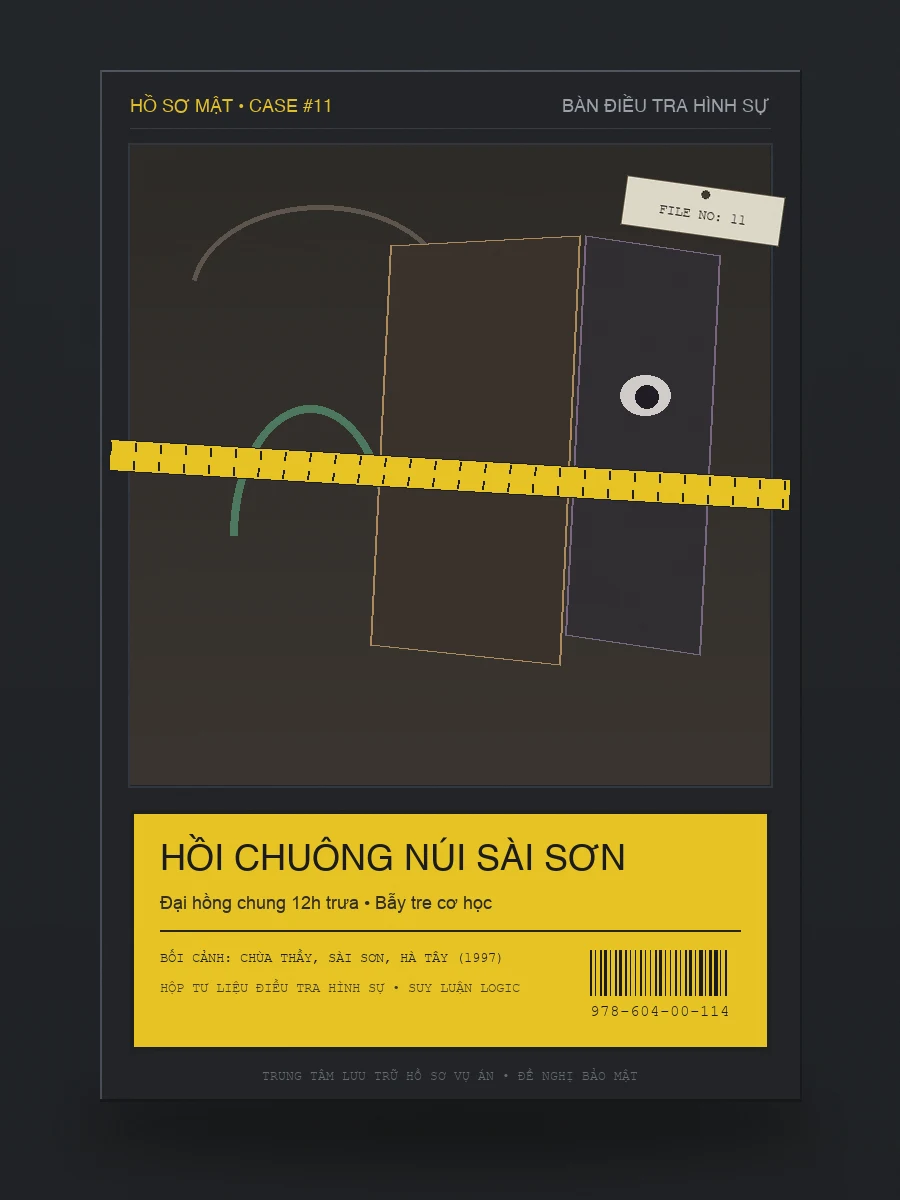 HỒ SƠ MẬT • CASE #11
BÀN ĐIỀU TRA HÌNH SỰ
FILE NO: 11
HỒI CHUÔNG NÚI SÀI SƠN
Đại hồng chung 12h trưa • Bẫy tre cơ học
BỐI CẢNH: CHÙA THẦY, SÀI SƠN, HÀ TÂY (1997)
HỘP TƯ LIỆU ĐIỀU TRA HÌNH SỰ • SUY LUẬN LOGIC
978-604-00-114
TRUNG TÂM LƯU TRỮ HỒ SƠ VỤ ÁN • ĐỀ NGHỊ BẢO MẬT